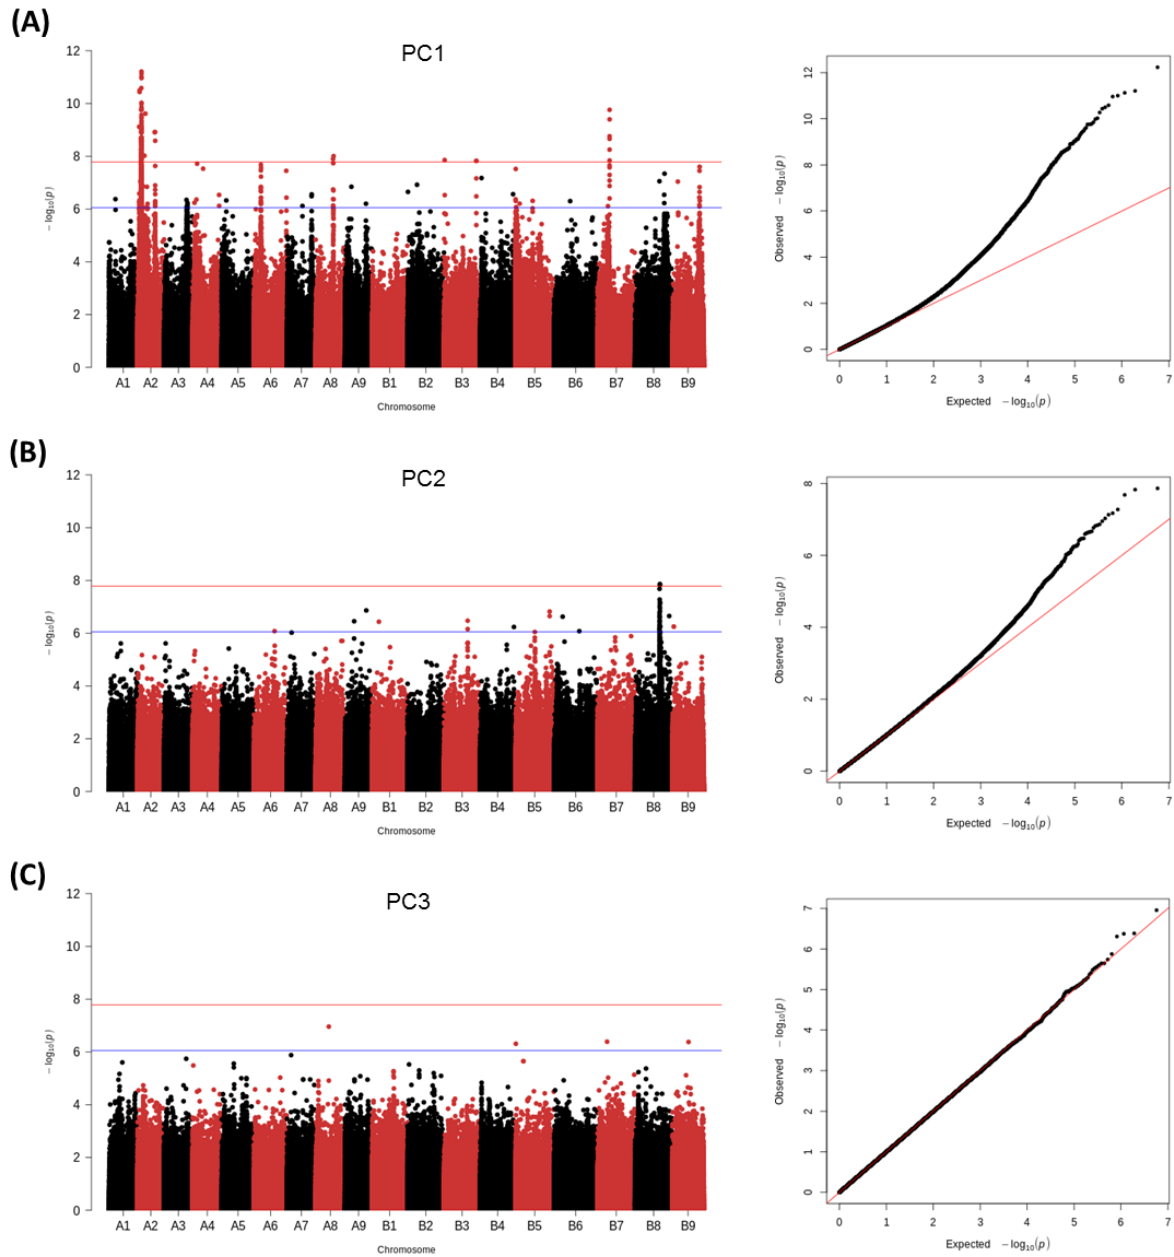 (A)
PC1
12
10
8
6
4
2
0
− log10(p)
A1 A2 A3 A4 A5 A6 A7 A8 A9 B1 B2 B3 B4 B5 B6 B7 B8 B9
Chromosome
12
10
8
6
4
2
0
Observed − log10(p)
0 1 2 3 4 5 6 7
Expected − log10(p)
(B)
PC2
12
10
8
6
4
2
0
− log10(p)
A1 A2 A3 A4 A5 A6 A7 A8 A9 B1 B2 B3 B4 B5 B6 B7 B8 B9
Chromosome
8
6
4
2
0
Observed − log10(p)
0 1 2 3 4 5 6 7
Expected − log10(p)
(C)
PC3
12
10
8
6
4
2
0
− log10(p)
A1 A2 A3 A4 A5 A6 A7 A8 A9 B1 B2 B3 B4 B5 B6 B7 B8 B9
Chromosome
7
6
5
4
3
2
1
0
Observed − log10(p)
0 1 2 3 4 5 6 7
Expected − log10(p)